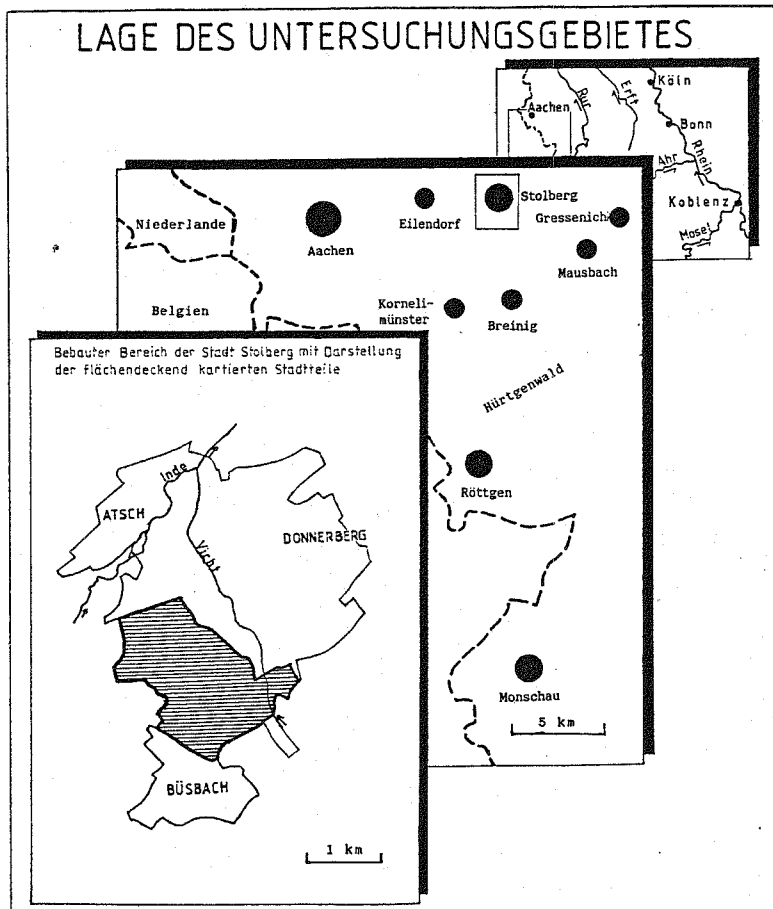 LAGE DES UNTERSUCHUNGSGEBIETES
Köln
Erft
Rur
Aachen
Bonn
Rhein
Ahr
Koblenz
Mosel
Niederlande
Aachen
Eilendorf
Stolberg
Gressenich
Mausbach
Belgien
Korneli-
münster
Breinig
Hürtgenwald
Röttgen
Monschau
5 km
Bebauter Bereich der Stadt Stolberg mit Darstellung
der flächendeckend kartierten Stadtteile
Inde
ATSCH
DONNERBERG
Vicht
BÜSBACH
1 km